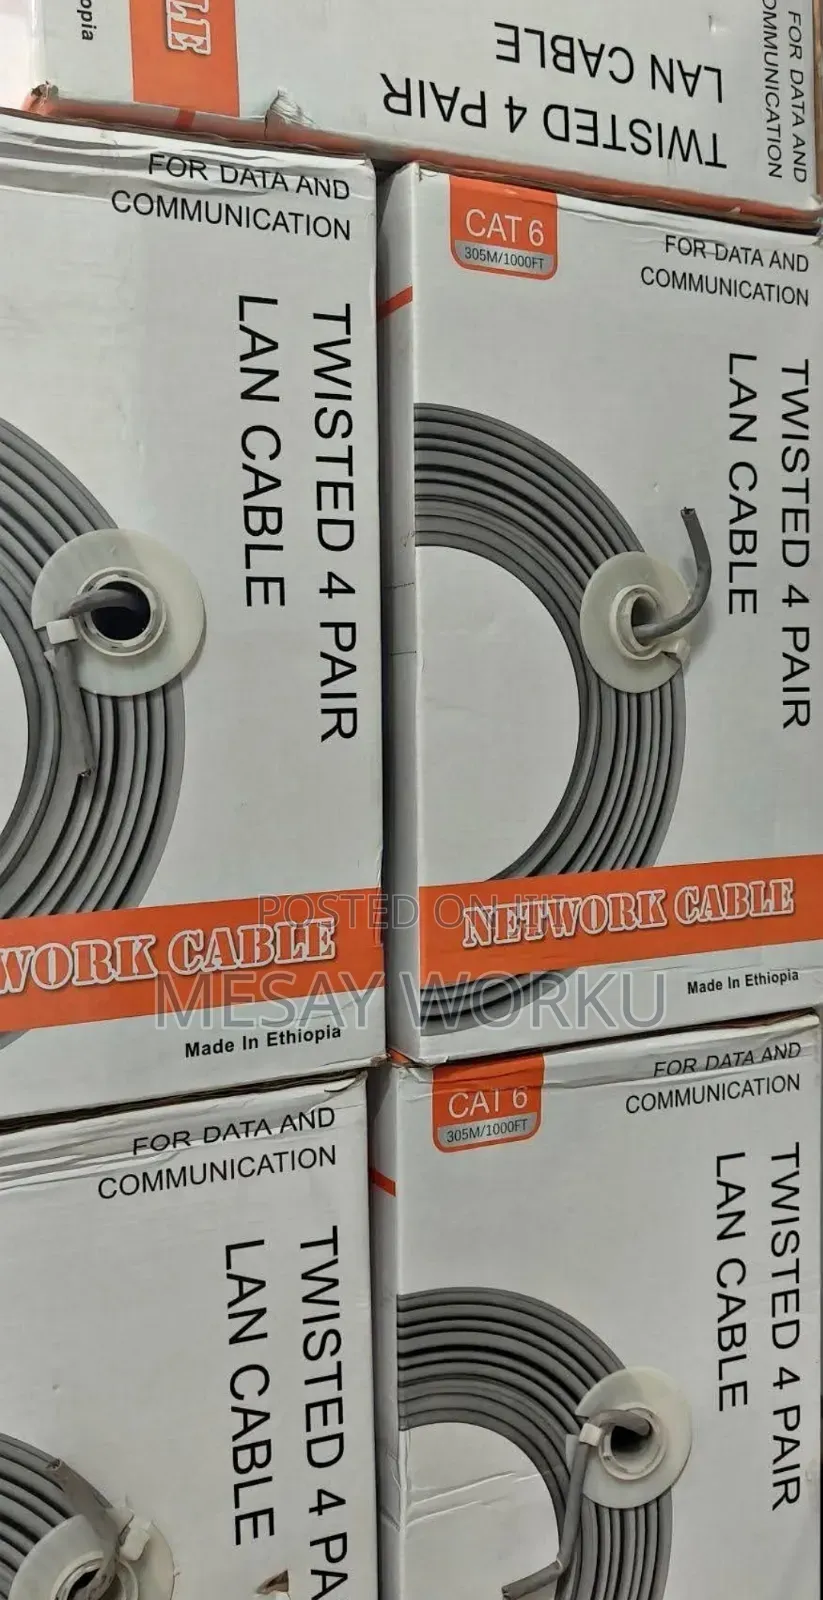 opia
LE
TWISTED 4 PAIR
LAN CABLE
FOR DATA AND
COMMUNICATION
FOR DATA AND
COMMUNICATION
TWISTED 4 PAIR
LAN CABLE
WORK CABLE
Made In Ethiopia
CAT 6
305M/1000FT
FOR DATA AND
COMMUNICATION
TWISTED 4 PAIR
LAN CABLE
NETWORK CABLE
Made In Ethiopia
POSTED ON JIJI
MESAY WORKU
FOR DATA AND
COMMUNICATION
TWISTED 4 PA
LAN CABLE
CAT 6
305M/1000FT
FOR DATA AND
COMMUNICATION
TWISTED 4 PAIR
LAN CABLE